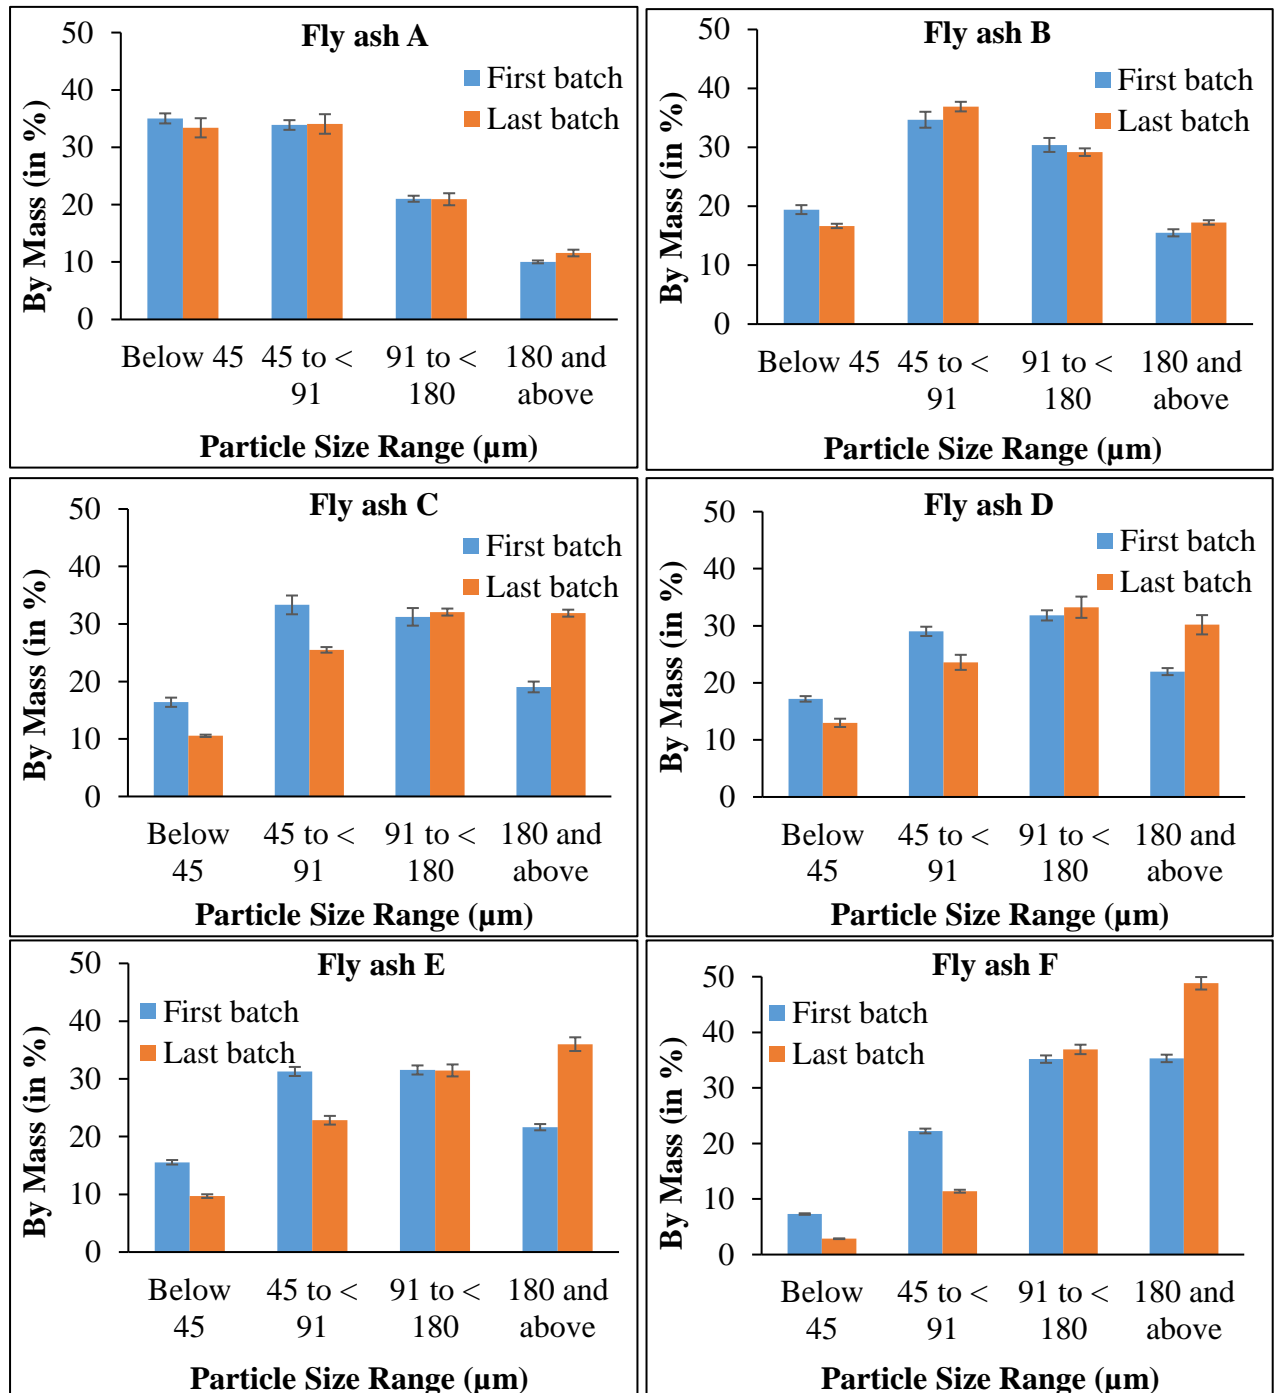 Fly ash A
First batch
Last batch
By Mass (in %)
50
40
30
20
10
0
Below 45
45 to <
91
91 to <
180
180 and
above
Particle Size Range (µm)
Fly ash B
First batch
Last batch
By Mass (in %)
50
40
30
20
10
0
Below 45
45 to <
91
91 to <
180
180 and
above
Particle Size Range (µm)
Fly ash C
First batch
Last batch
By Mass (in %)
50
40
30
20
10
0
Below
45
45 to <
91
91 to <
180
180 and
above
Particle Size Range (µm)
Fly ash D
First batch
Last batch
By Mass (in %)
50
40
30
20
10
0
Below
45
45 to <
91
91 to <
180
180 and
above
Particle Size Range (µm)
Fly ash E
First batch
Last batch
By Mass (in %)
50
40
30
20
10
0
Below
45
45 to <
91
91 to <
180
180 and
above
Particle Size Range (µm)
Fly ash F
First batch
Last batch
By Mass (in %)
50
40
30
20
10
0
Below
45
45 to <
91
91 to <
180
180 and
above
Particle Size Range (µm)